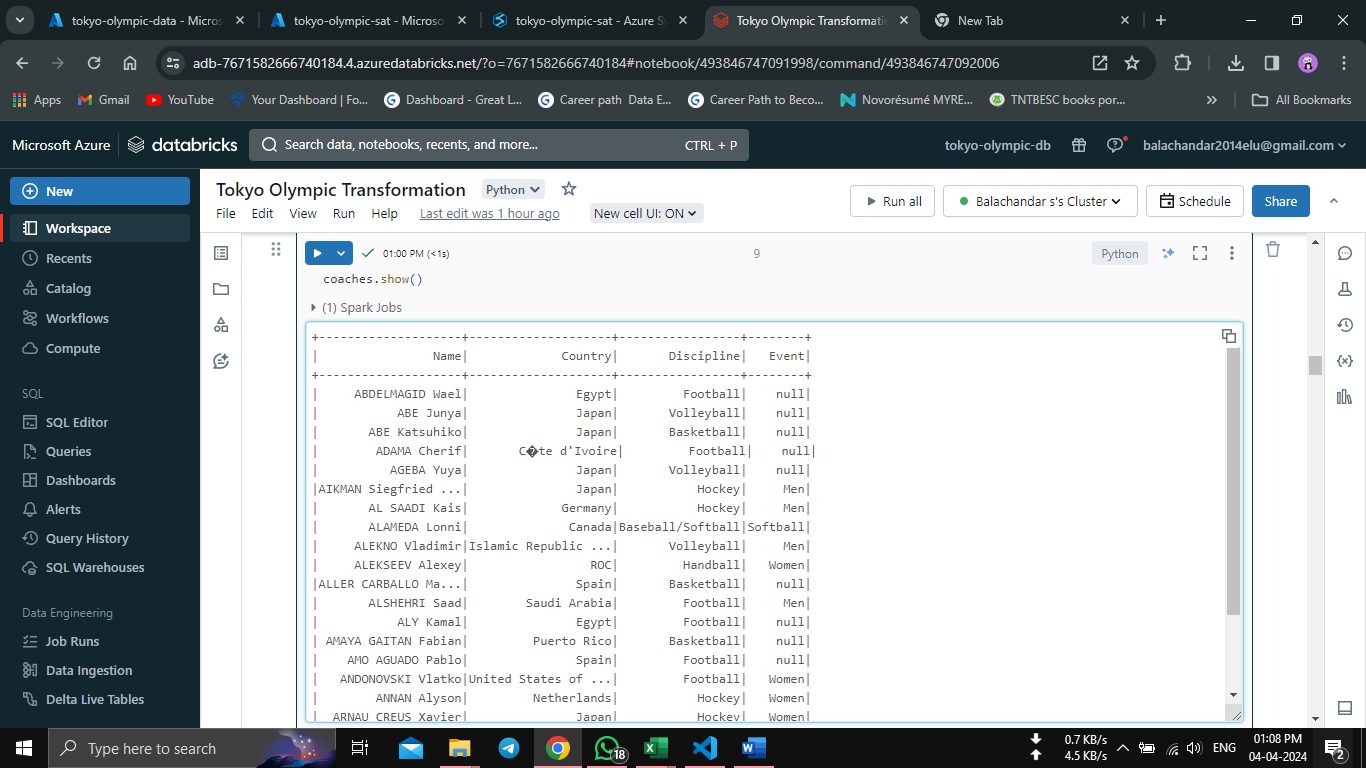 tokyo-olympic-data - Micros
tokyo-olympic-sat - Microso
tokyo-olympic-sat - Azure Sy
Tokyo Olympic Transformati
New Tab
adb-7671582666740184.4.azuredatabricks.net/?o=7671582666740184#notebook/493846747091998/command/493846747092006
Apps
Gmail
YouTube
Your Dashboard | Fo...
Dashboard - Great L...
Career path Data E...
Career Path to Beco...
Novorésumé MYRE...
TNTBESC books por...
All Bookmarks
Microsoft Azure
databricks
Search data, notebooks, recents, and more...
CTRL + P
tokyo-olympic-db
balachandar2014elu@gmail.com
New
Workspace
Recents
Catalog
Workflows
Compute
SQL
SQL Editor
Queries
Dashboards
Alerts
Query History
SQL Warehouses
Data Engineering
Job Runs
Data Ingestion
Delta Live Tables
Tokyo Olympic Transformation
Python
File Edit View Run Help
Last edit was 1 hour ago
New cell UI: ON
Run all
Balachandar s's Cluster
Schedule
Share
01:00 PM (<1s)
9
Python
coaches.show()
(1) Spark Jobs
+--------------------+--------------------+-----------------+--------+
| Name| Country| Discipline| Event|
+--------------------+--------------------+-----------------+--------+
| ABDELMAGID Wael| Egypt| Football| null|
| ABE Junya| Japan| Volleyball| null|
| ABE Katsuhiko| Japan| Basketball| null|
| ADAMA Cherif| C�te d'Ivoire| Football| null|
| AGEBA Yuya| Japan| Volleyball| null|
|AIKMAN Siegfried ...| Japan| Hockey| Men|
| AL SAADI Kais| Germany| Hockey| Men|
| ALAMEDA Lonni| Canada|Baseball/Softball|Softball|
| ALEKNO Vladimir|Islamic Republic ...| Volleyball| Men|
| ALEKSEEV Alexey| ROC| Handball| Women|
|ALLER CARBALLO Ma...| Spain| Basketball| null|
| ALSHEHRI Saad| Saudi Arabia| Football| Men|
| ALY Kamal| Egypt| Football| null|
| AMAYA GAITAN Fabian| Puerto Rico| Basketball| null|
| AMO AGUADO Pablo| Spain| Football| null|
| ANDONOVSKI Vlatko|United States of ...| Football| Women|
| ANNAN Alyson| Netherlands| Hockey| Women|
| ARNAU CREUS Xavier| Japan| Hockey| Women|
Type here to search
18
0.7 KB/s
4.5 KB/s
ENG
01:08 PM
04-04-2024
2